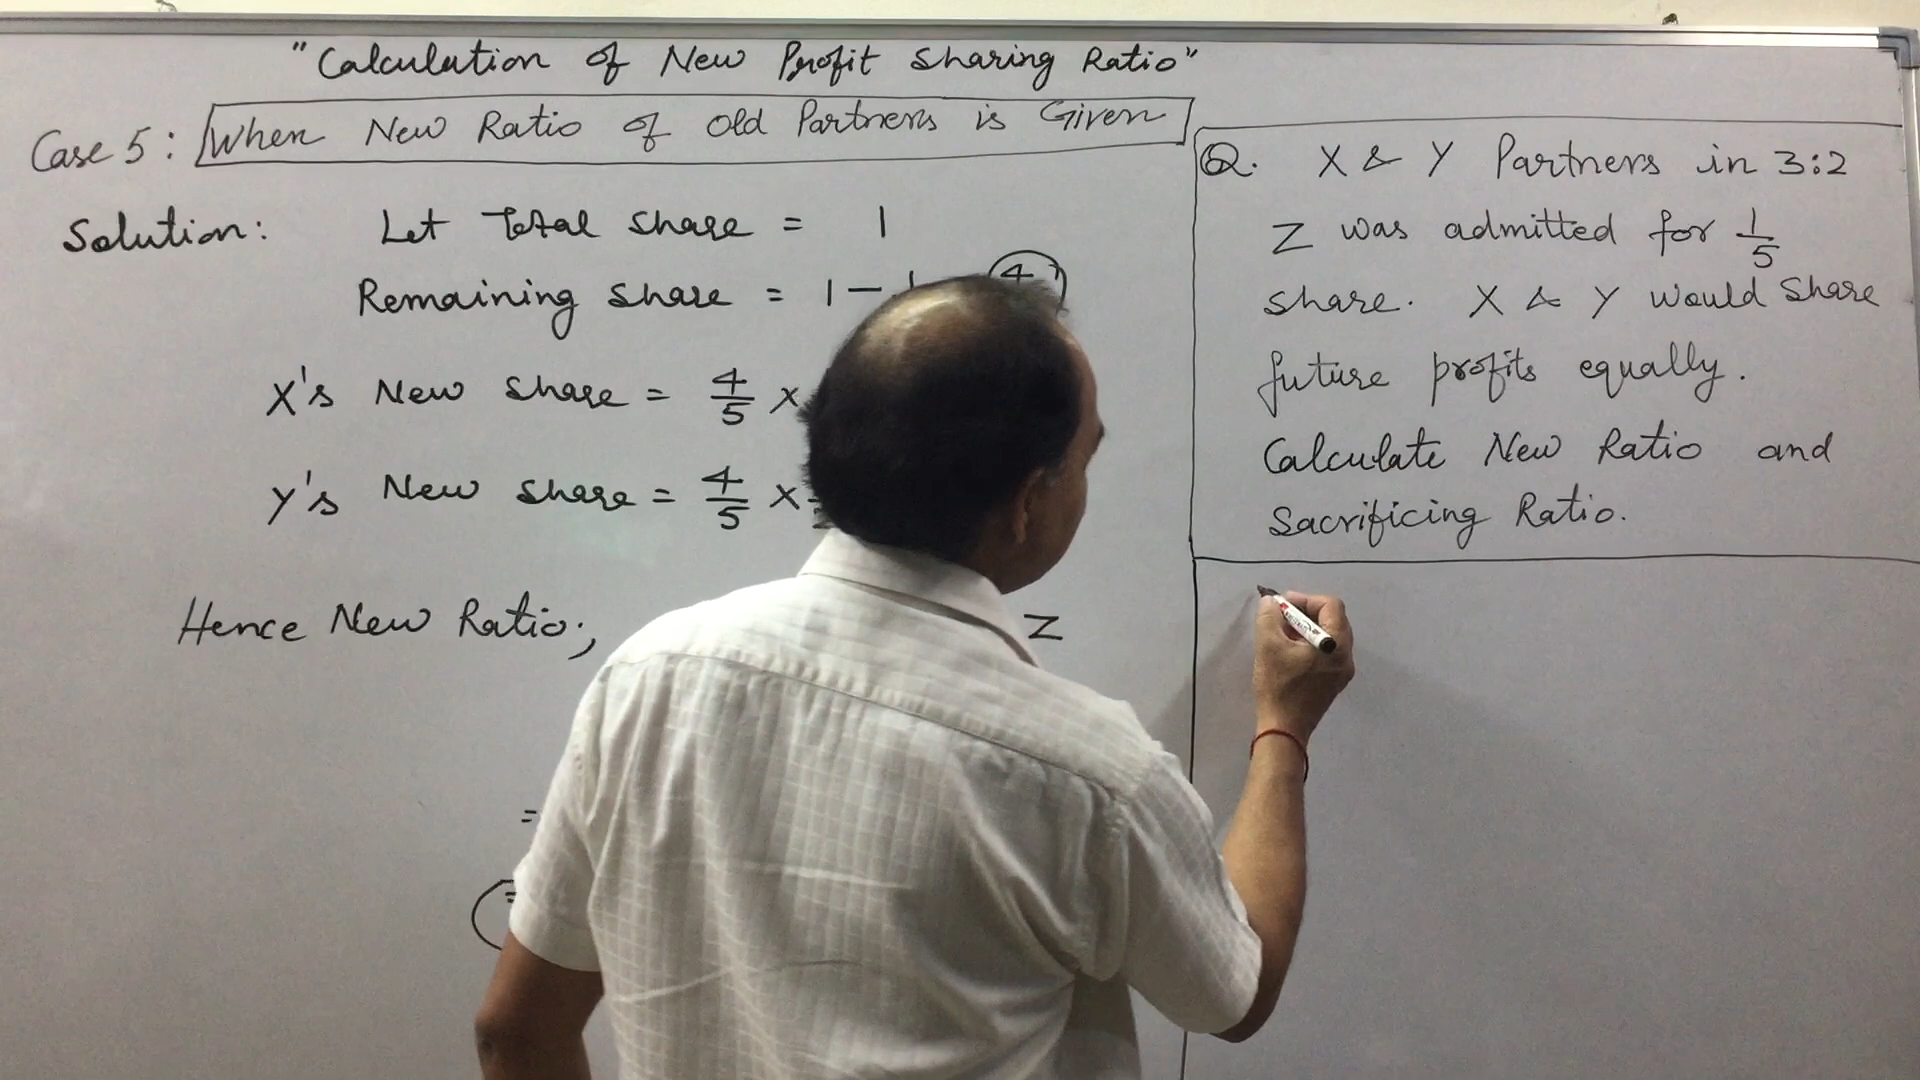 "Calculation of New Profit Sharing Ratio"
Case 5: When New Ratio of Old Partners is Given
Solution: Let Total Share = 1
Remaining Share = 1 - 4
X's New Share = 4/5 ×
Y's New Share = 4/5 ×
Hence New Ratio; Z
=
Q. X & Y Partners in 3:2
Z was admitted for 1/5
Share. X & Y would Share
future profits equally.
Calculate New Ratio and
Sacrificing Ratio.